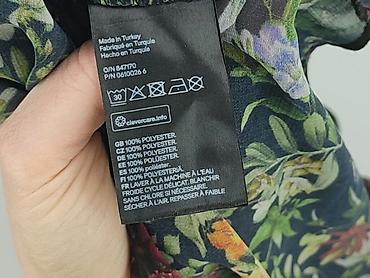 Made in Turkey
Fabriqué en Turquie
Hecho en Turquía
O/N 847170
P/N 0610026 6
30
clevercare.info
GB 100% POLYESTER.
CZ 100% POLYESTER.
DE 100% POLYESTER.
EE 100% POLÜESTER.
ES 100% poliéster.
FI 100% POLYESTERIÄ
FR LAVER À LA MACHINE À L'EAU
FROIDE CYCLE DÉLICAT, BLANCHIR
SANS CHLORE SI NÉCESSAIRE.
SÉCHER À L'AIR. REPASSER À FAIBLE